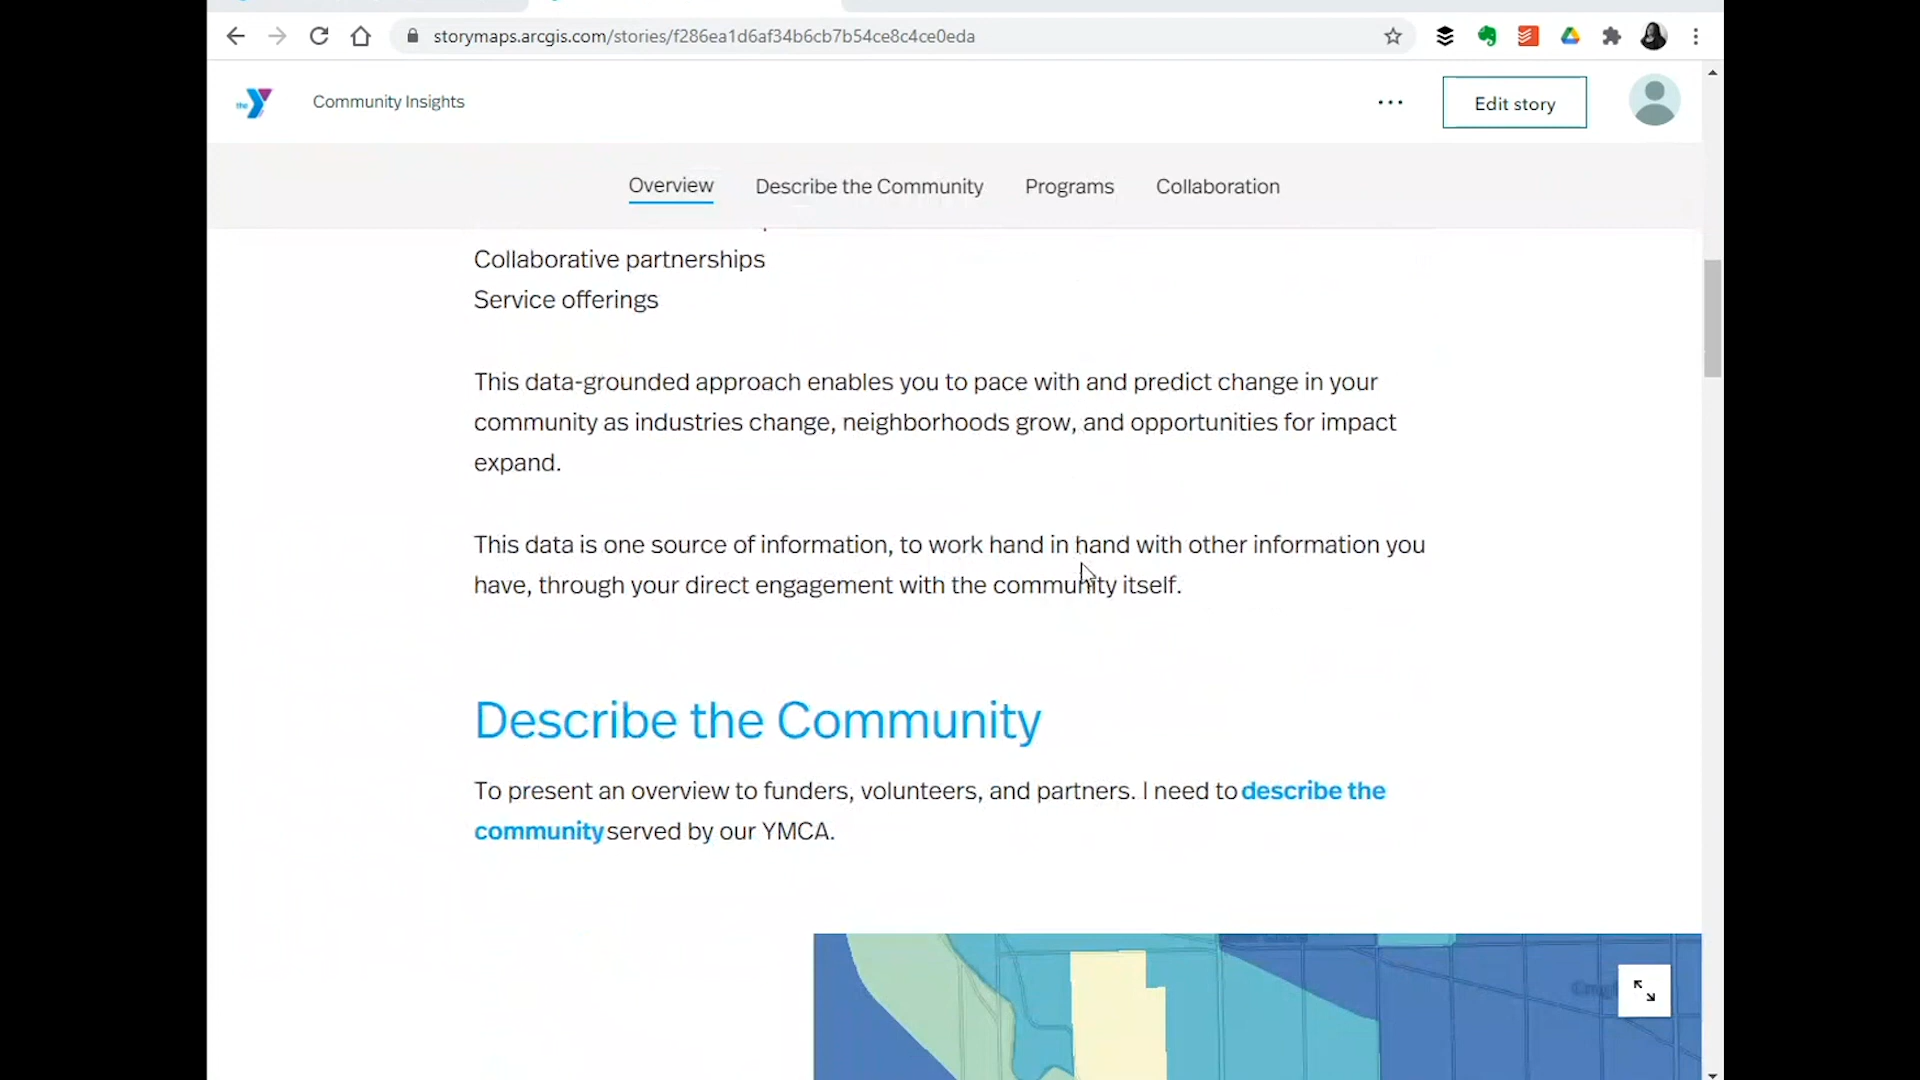 storymaps.arcgis.com/stories/f286ea1d6af34b6cb7b54ce8c4ce0eda
the Y
Community Insights
Edit story
Overview
Describe the Community
Programs
Collaboration
Collaborative partnerships
Service offerings
This data-grounded approach enables you to pace with and predict change in your
community as industries change, neighborhoods grow, and opportunities for impact
expand.
This data is one source of information, to work hand in hand with other information you
have, through your direct engagement with the community itself.
Describe the Community
To present an overview to funders, volunteers, and partners. I need to describe the
community served by our YMCA.